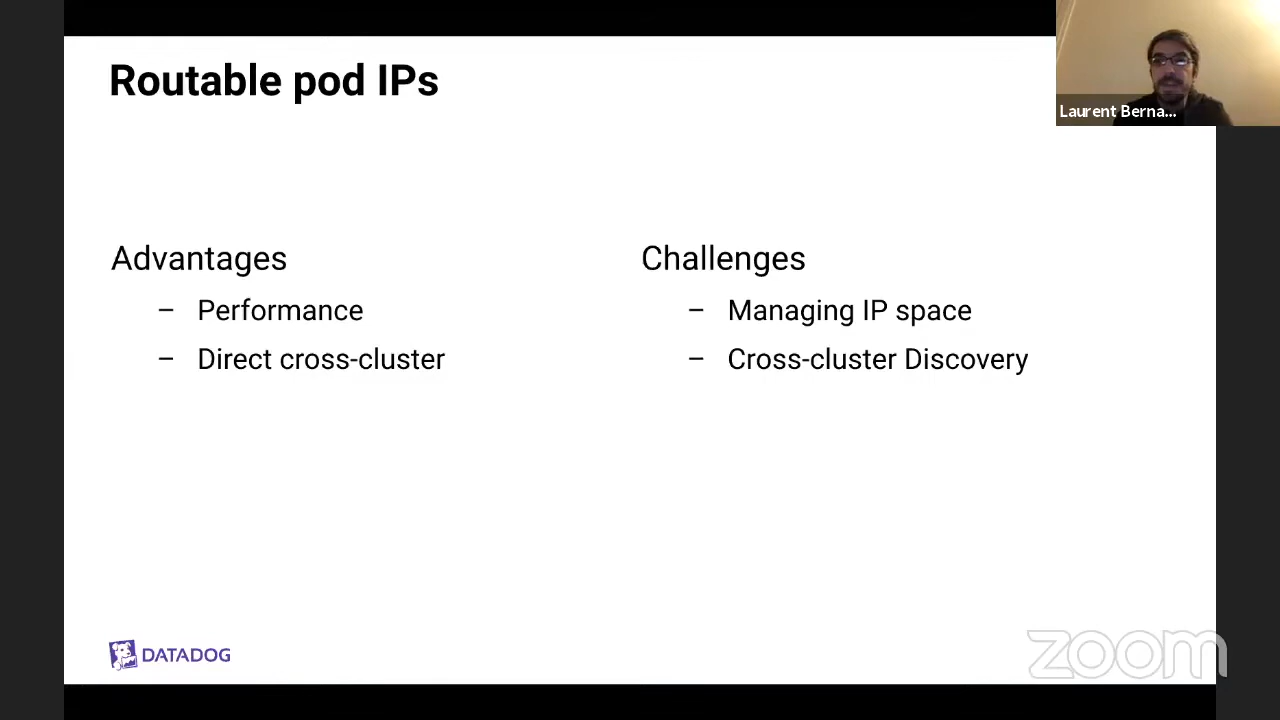 Routable pod IPs
Laurent Berna...
Advantages
– Performance
– Direct cross-cluster
Challenges
– Managing IP space
– Cross-cluster Discovery
DATADOG
zoom